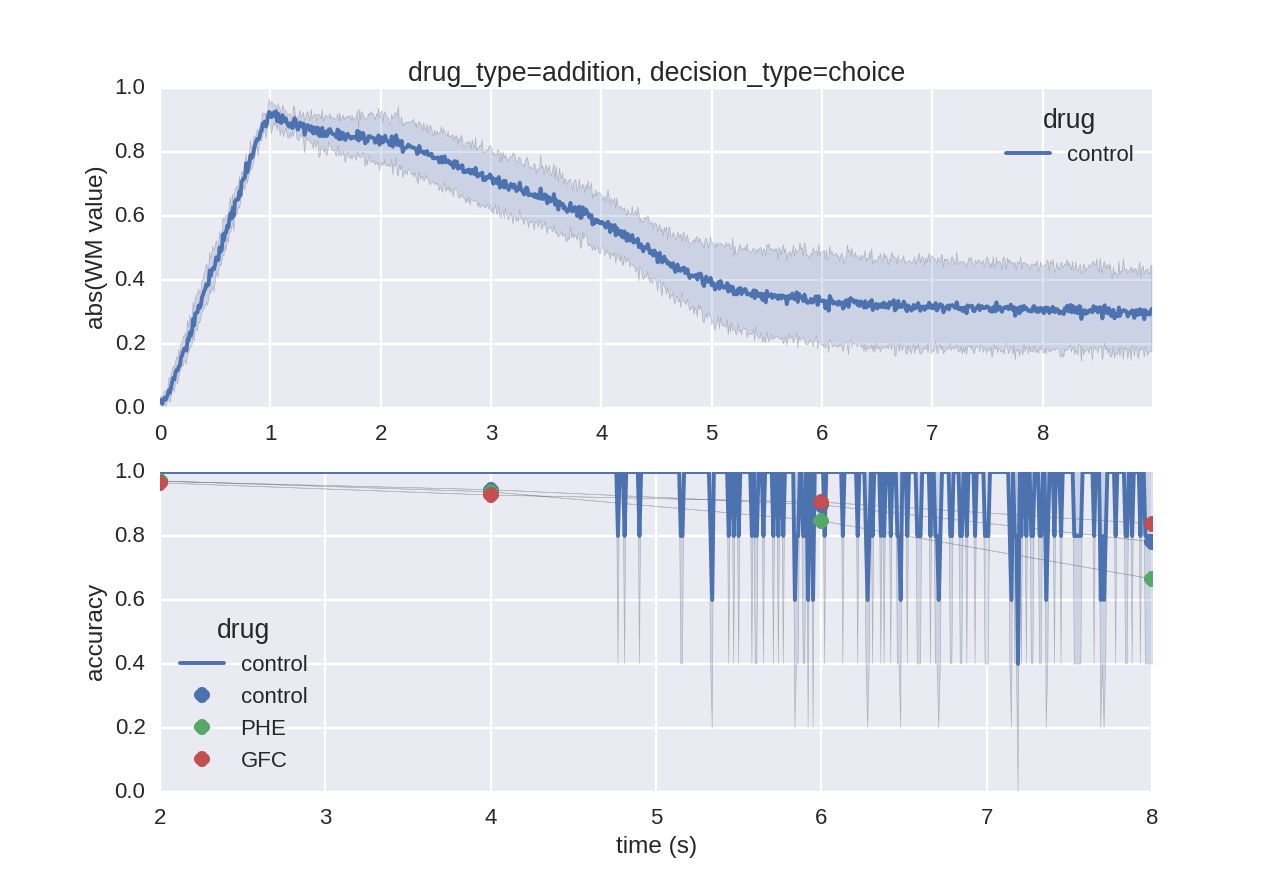 drug_type=addition, decision_type=choice
1.0
0.8
0.6
0.4
0.2
0.0
abs(WM value)
drug
control
0 1 2 3 4 5 6 7 8
1.0
0.8
0.6
0.4
0.2
0.0
accuracy
drug
control
control
PHE
GFC
2 3 4 5 6 7 8
time (s)